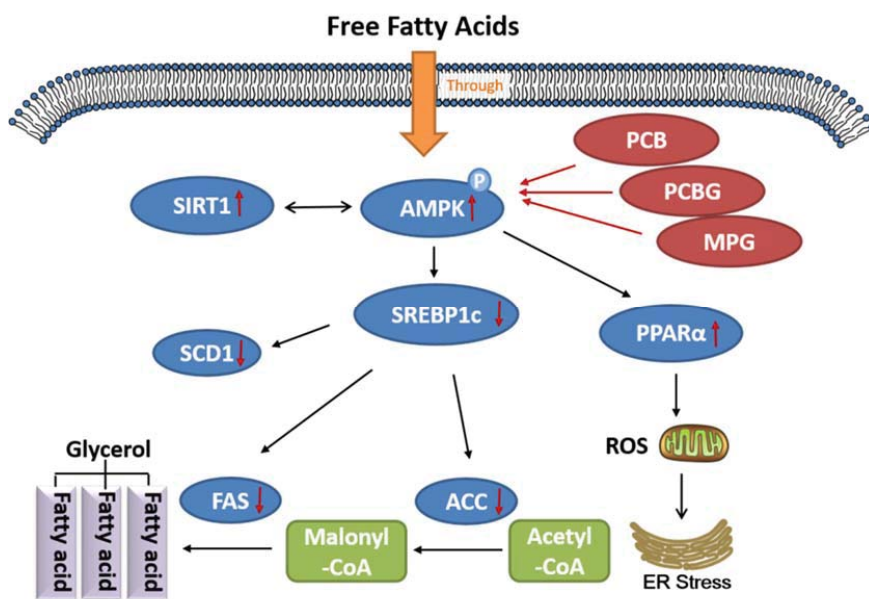 Free Fatty Acids
Through
PCB
PCBG
MPG
P
SIRT1
AMPK
SREBP1c
PPARα
SCD1
ROS
Glycerol
Fatty acid
Fatty acid
Fatty acid
FAS
ACC
Malonyl
-CoA
Acetyl
-CoA
ER Stress